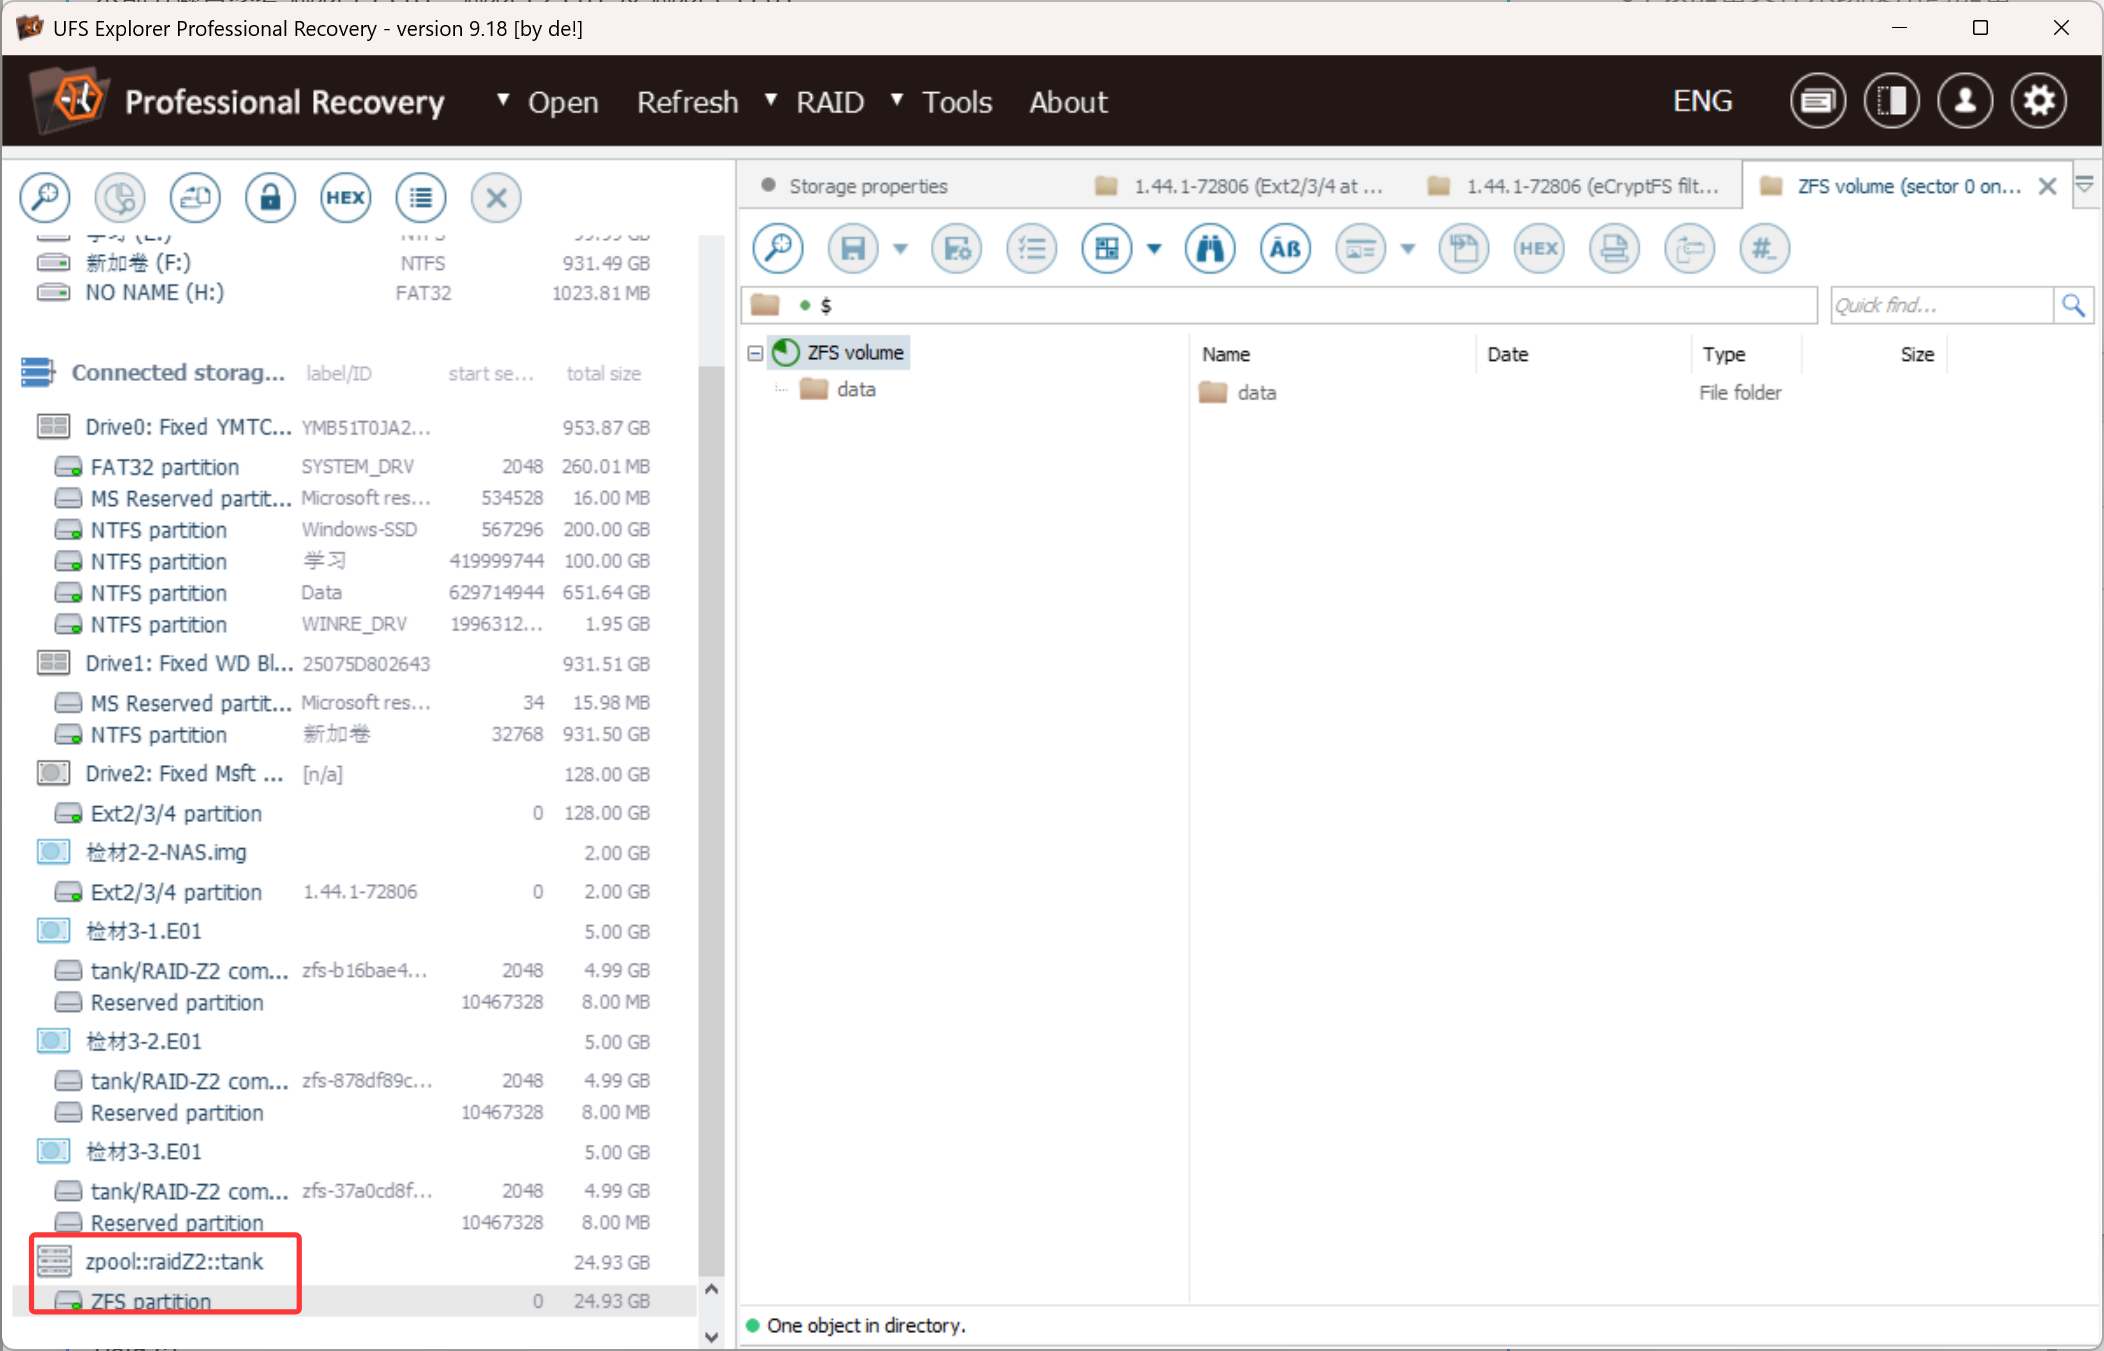 UFS Explorer Professional Recovery - version 9.18 [by de!]
Professional Recovery Open Refresh RAID Tools About ENG
HEX
Storage properties 1.44.1-72806 (Ext2/3/4 at ... 1.44.1-72806 (eCryptFS filt... ZFS volume (sector 0 on...
ĀB HEX #_
$ Quick find...
新加卷 (F:) NTFS 931.49 GB
NO NAME (H:) FAT32 1023.81 MB
Connected storag... label/ID start se... total size
Drive0: Fixed YMTC... YMB51T0JA2... 953.87 GB
FAT32 partition SYSTEM_DRV 2048 260.01 MB
MS Reserved partit... Microsoft res... 534528 16.00 MB
NTFS partition Windows-SSD 567296 200.00 GB
NTFS partition 学习 419999744 100.00 GB
NTFS partition Data 629714944 651.64 GB
NTFS partition WINRE_DRV 1996312... 1.95 GB
Drive1: Fixed WD Bl... 25075D802643 931.51 GB
MS Reserved partit... Microsoft res... 34 15.98 MB
NTFS partition 新加卷 32768 931.50 GB
Drive2: Fixed Msft ... [n/a] 128.00 GB
Ext2/3/4 partition 0 128.00 GB
检材2-2-NAS.img 2.00 GB
Ext2/3/4 partition 1.44.1-72806 0 2.00 GB
检材3-1.E01 5.00 GB
tank/RAID-Z2 com... zfs-b16bae4... 2048 4.99 GB
Reserved partition 10467328 8.00 MB
检材3-2.E01 5.00 GB
tank/RAID-Z2 com... zfs-878df89c... 2048 4.99 GB
Reserved partition 10467328 8.00 MB
检材3-3.E01 5.00 GB
tank/RAID-Z2 com... zfs-37a0cd8f... 2048 4.99 GB
Reserved partition 10467328 8.00 MB
zpool::raidZ2::tank 24.93 GB
ZFS partition 0 24.93 GB
ZFS volume
data
Name Date Type Size
data File folder
One object in directory.